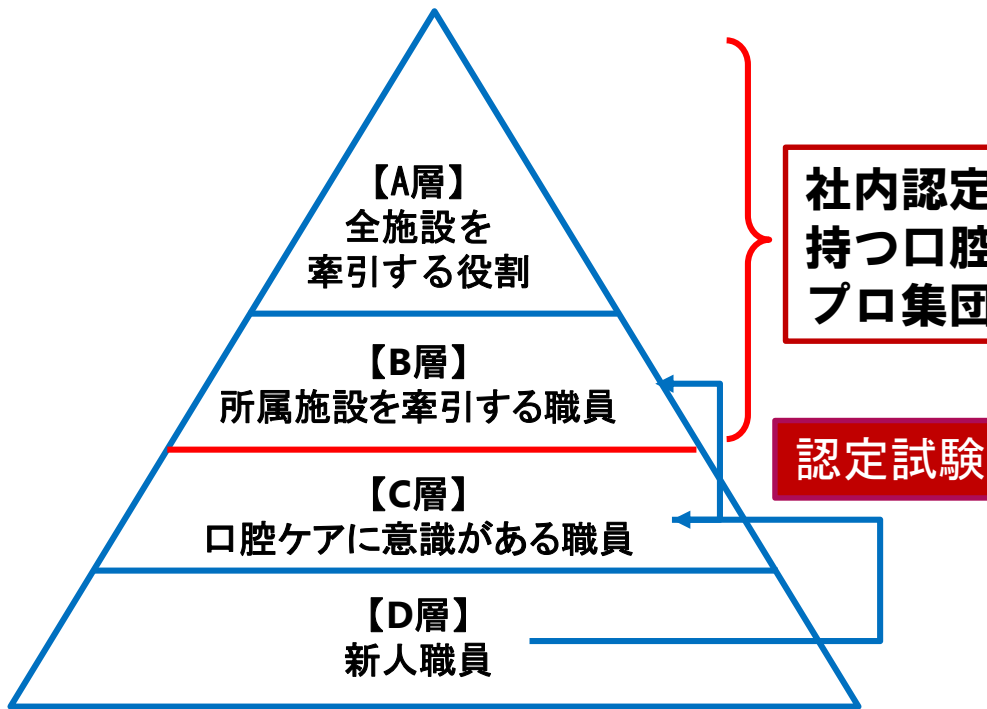 【A層】
全施設を
牽引する役割
社内認定
持つ口腔
プロ集団
【B層】
所属施設を牽引する職員
認定試験
【C層】
口腔ケアに意識がある職員
【D層】
新人職員